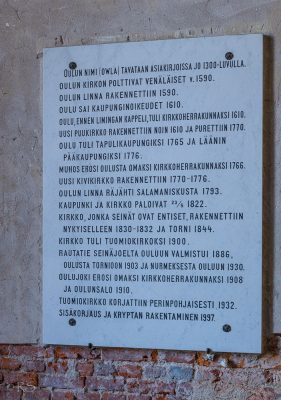 OULUN NIMI (OWLA) TAVATAAN ASIAKIRJOISSA JO 1300-LUVULLA.
OULUN KIRKON POLTTIVAT VENÄLÄISET V. 1590.
OULUN LINNA RAKENNETTIIN 1590.
OULU SAI KAUPUNGINOIKEUDET 1610.
OULU, ENNEN LIMINGAN KAPPELI, TULI KIRKKOHERRAKUNNAKSI 1610.
UUSI PUUKIRKKO RAKENNETTIIN NOIN 1610 JA PURETTIIN 1770.
OULU TULI TAPULIKAUPUNGIKSI 1765 JA LÄÄNIN
PÄÄKAUPUNGIKSI 1776.
MUHOS EROSI OULUSTA OMAKSI KIRKKOHERRAKUNNAKSI 1766.
UUSI KIVIKIRKKO RAKENNETTIIN 1770-1776.
OULUN LINNA RÄJÄHTI SALAMANISKUSTA 1793.
KAUPUNKI JA KIRKKO PALOIVAT 23/5 1822.
KIRKKO, JONKA SEINÄT OVAT ENTISET, RAKENNETTIIN
NYKYISELLEEN 1830-1832 JA TORNI 1844.
KIRKKO TULI TUOMIOKIRKOKSI 1900.
RAUTATIE SEINÄJOELTA OULUUN VALMISTUI 1886,
OULUSTA TORNIOON 1903 JA NURMEKSESTA OULUUN 1930.
OULUJOKI EROSI OMAKSI KIRKKOHERRAKUNNAKSI 1908
JA OULUNSALO 1910.
TUOMIOKIRKKO KORJATTIIN PERINPOHJAISESTI 1932.
SISÄKORJAUS JA KRYPTAN RAKENTAMINEN 1997.